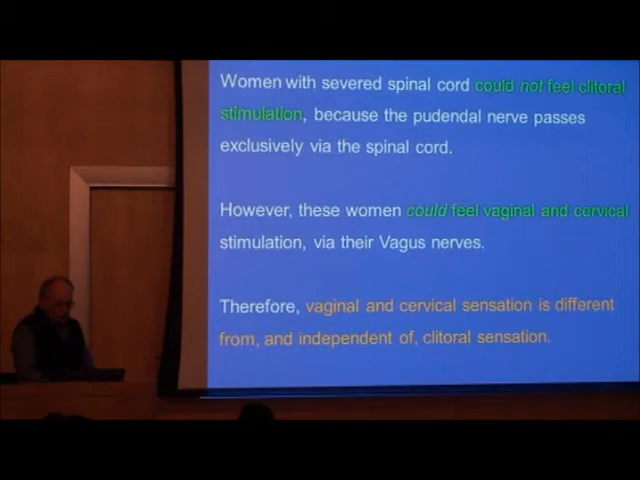 Women with severed spinal cord could not feel clitoral
stimulation, because the pudendal nerve passes
exclusively via the spinal cord.
However, these women could feel vaginal and cervical
stimulation, via their Vagus nerves.
Therefore, vaginal and cervical sensation is different
from, and independent of, clitoral sensation.